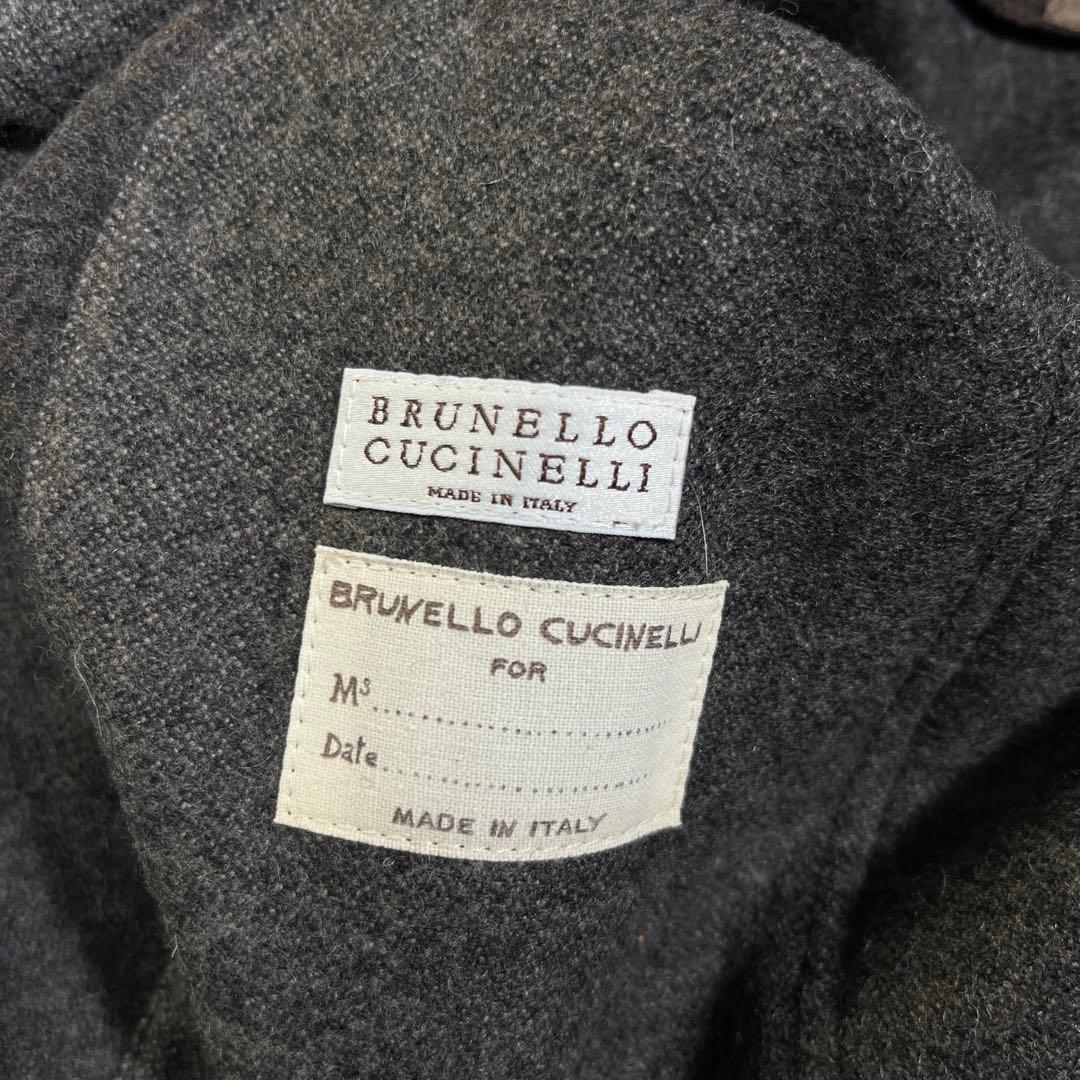 BRUNELLO
CUCINELLI
MADE IN ITALY
BRUNELLO CUCINELLI
FOR
Ms..............................
Date..............................
MADE IN ITALY